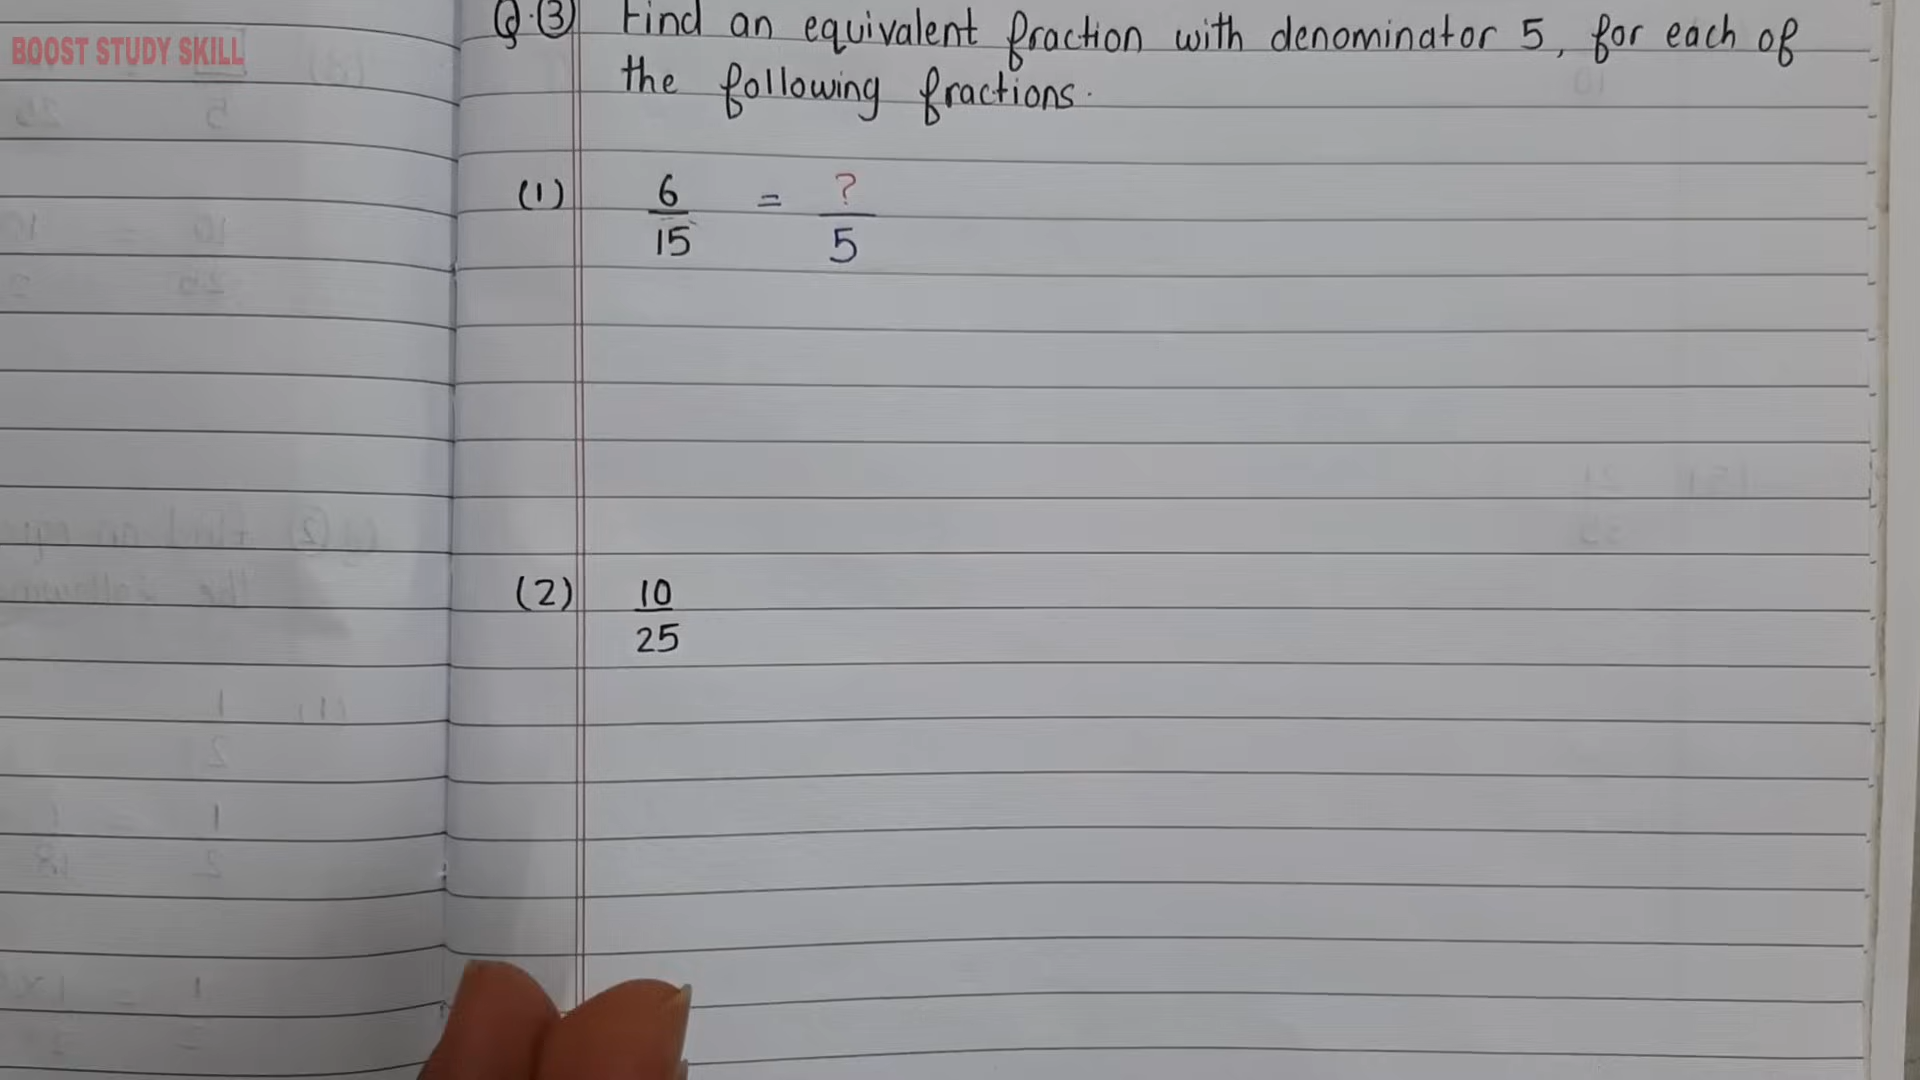 BOOST STUDY SKILL
Q.(3) Find an equivalent fraction with denominator 5, for each of
the following fractions.
(1) 6/15 = ?/5
(2) 10/25